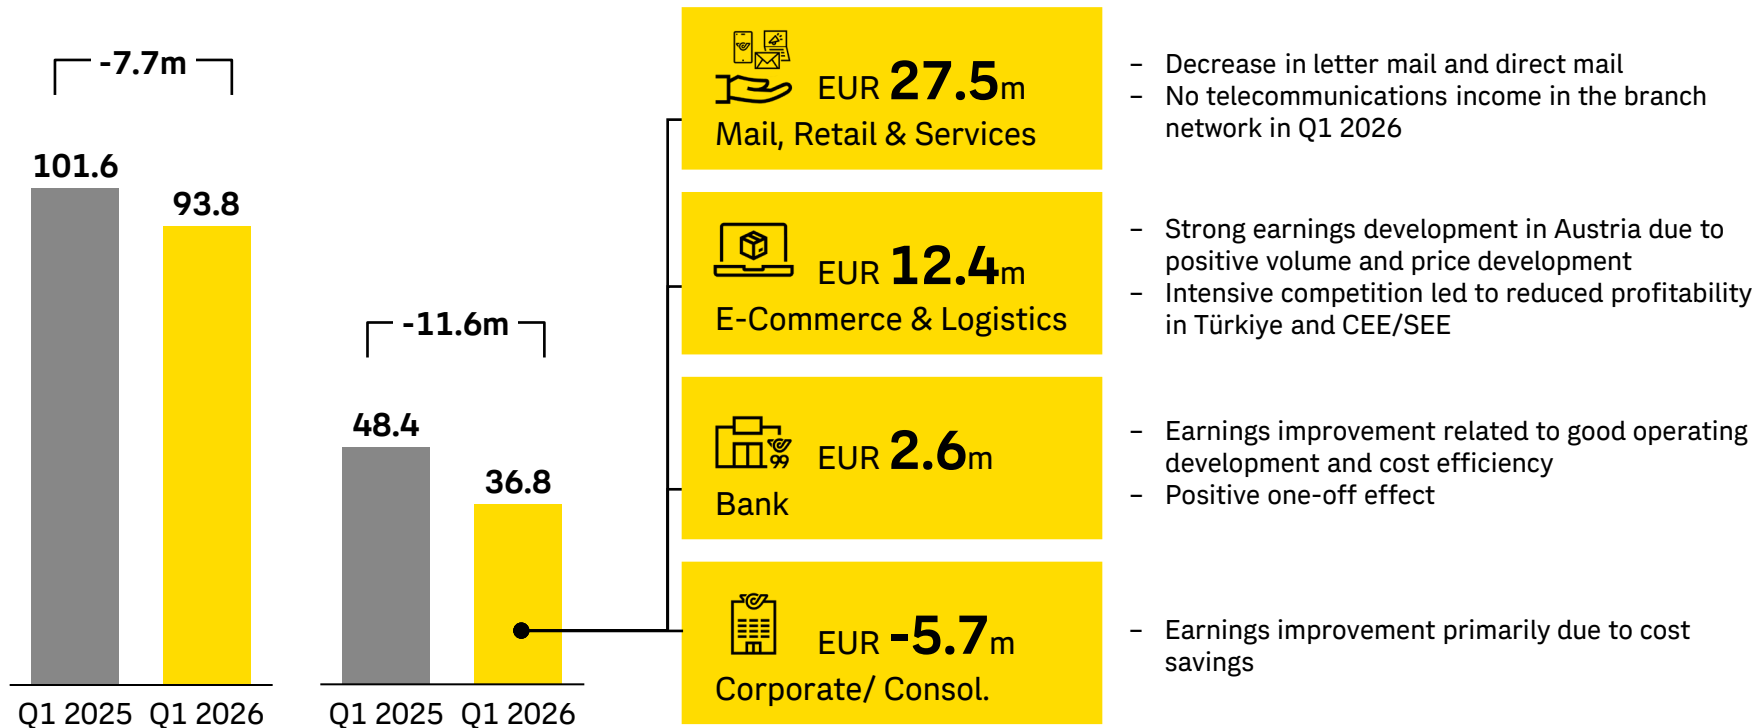 -7.7m
101.6
93.8
Q1 2025 Q1 2026
-11.6m
48.4
36.8
Q1 2025 Q1 2026
EUR 27.5m
Mail, Retail & Services
– Decrease in letter mail and direct mail
– No telecommunications income in the branch
network in Q1 2026
EUR 12.4m
E-Commerce & Logistics
– Strong earnings development in Austria due to
positive volume and price development
– Intensive competition led to reduced profitability
in Türkiye and CEE/SEE
99
EUR 2.6m
Bank
– Earnings improvement related to good operating
development and cost efficiency
– Positive one-off effect
EUR -5.7m
Corporate/ Consol.
– Earnings improvement primarily due to cost
savings